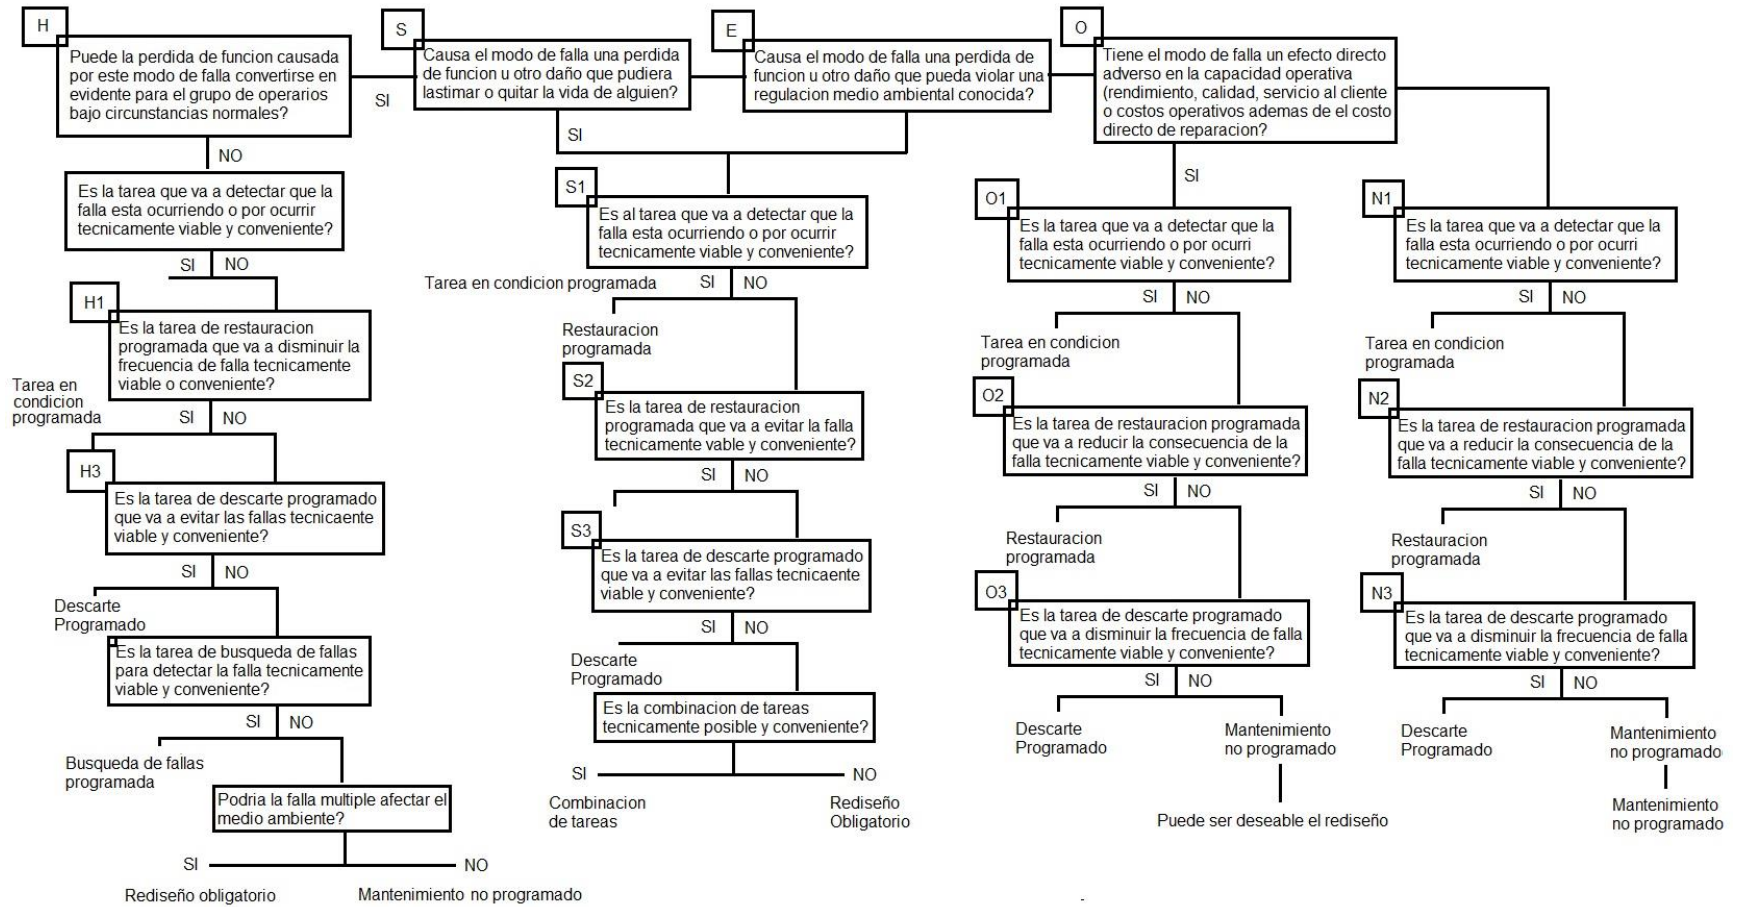 H
Puede la perdida de funcion causada
por este modo de falla convertirse en
evidente para el grupo de operarios
bajo circunstancias normales?
SI
NO
Es la tarea que va a detectar que la
falla esta ocurriendo o por ocurrir
tecnicamente viable y conveniente?
SI
NO
H1
Es la tarea de restauracion
programada que va a disminuir la
frecuencia de falla tecnicamente
viable o conveniente?
Tarea en
condicion
programada
SI
NO
H3
Es la tarea de descarte programado
que va a evitar las fallas tecnicaente
viable y conveniente?
SI
NO
Descarte
Programado
Es la tarea de busqueda de fallas
para detectar la falla tecnicamente
viable y conveniente?
SI
NO
Busqueda de fallas
programada
Podria la falla multiple afectar el
medio ambiente?
SI
NO
Rediseño obligatorio
Mantenimiento no programado
S
Causa el modo de falla una perdida
de funcion u otro daño que pudiera
lastimar o quitar la vida de alguien?
SI
E
Causa el modo de falla una perdida de
funcion u otro daño que pueda violar una
regulacion medio ambiental conocida?
S1
Es al tarea que va a detectar que la
falla esta ocurriendo o por ocurrir
tecnicamente viable y conveniente?
Tarea en condicion programada
SI
NO
Restauracion
programada
S2
Es la tarea de restauracion
programada que va a evitar la falla
tecnicamente vable y conveniente?
SI
NO
S3
Es la tarea de descarte programado
que va a evitar las fallas tecnicaente
viable y conveniente?
SI
NO
Descarte
Programado
Es la combinacion de tareas
tecnicamente posible y conveniente?
SI
NO
Combinacion
de tareas
Rediseño
Obligatorio
O
Tiene el modo de falla un efecto directo
adverso en la capacidad operativa
(rendimiento, calidad, servicio al cliente
o costos operativos ademas de el costo
directo de reparacion?
SI
O1
Es la tarea que va a detectar que la
falla esta ocurriendo o por ocurri
tecnicamente viable y conveniente?
SI
NO
Tarea en condicion
programada
O2
Es la tarea de restauracion programada
que va a reducir la consecuencia de la
falla tecnicamente viable y conveniente?
SI
NO
Restauracion
programada
O3
Es la tarea de descarte programado
que va a disminuir la frecuencia de falla
tecnicamente viable y conveniente?
SI
NO
Descarte
Programado
Mantenimiento
no programado
Puede ser deseable el rediseño
N1
Es la tarea que va a detectar que la
falla esta ocurriendo o por ocurri
tecnicamente viable y conveniente?
SI
NO
Tarea en condicion
programada
N2
Es la tarea de restauracion programada
que va a reducir la consecuencia de la
falla tecnicamente viable y conveniente?
SI
NO
Restauracion
programada
N3
Es la tarea de descarte programado
que va a disminuir la frecuencia de falla
tecnicamente viable y conveniente?
SI
NO
Descarte
Programado
Mantenimiento
no programado
Mantenimiento
no programado